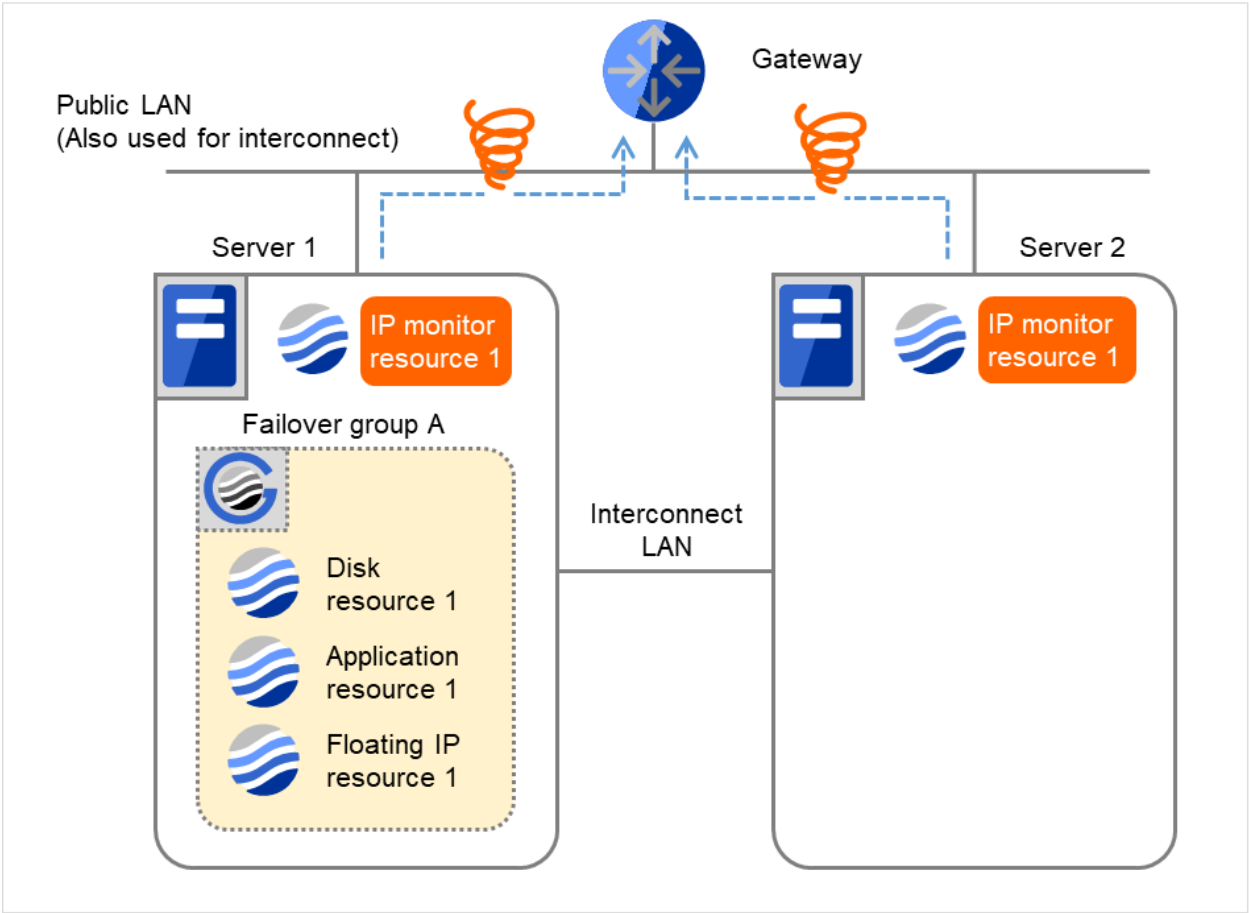 Gateway
Public LAN
(Also used for interconnect)
Server 1
Server 2
IP monitor
resource 1
IP monitor
resource 1
Failover group A
Interconnect
LAN
Disk
resource 1
Application
resource 1
Floating IP
resource 1